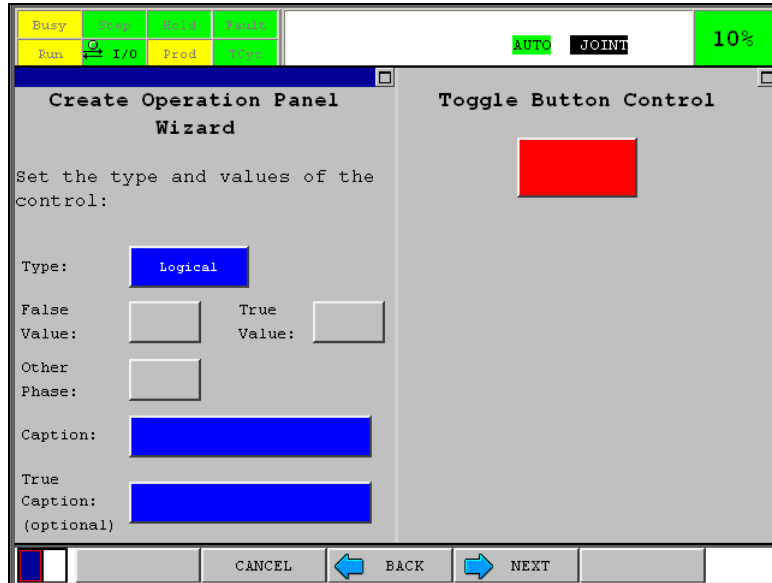 Busy Step Hold Fault
Run I/O Prod TCyc
AUTO JOINT
10%
Create Operation Panel
Wizard
Toggle Button Control
Set the type and values of the
control:
Type: Logical
False
Value:
True
Value:
Other
Phase:
Caption:
True
Caption:
(optional)
CANCEL BACK NEXT